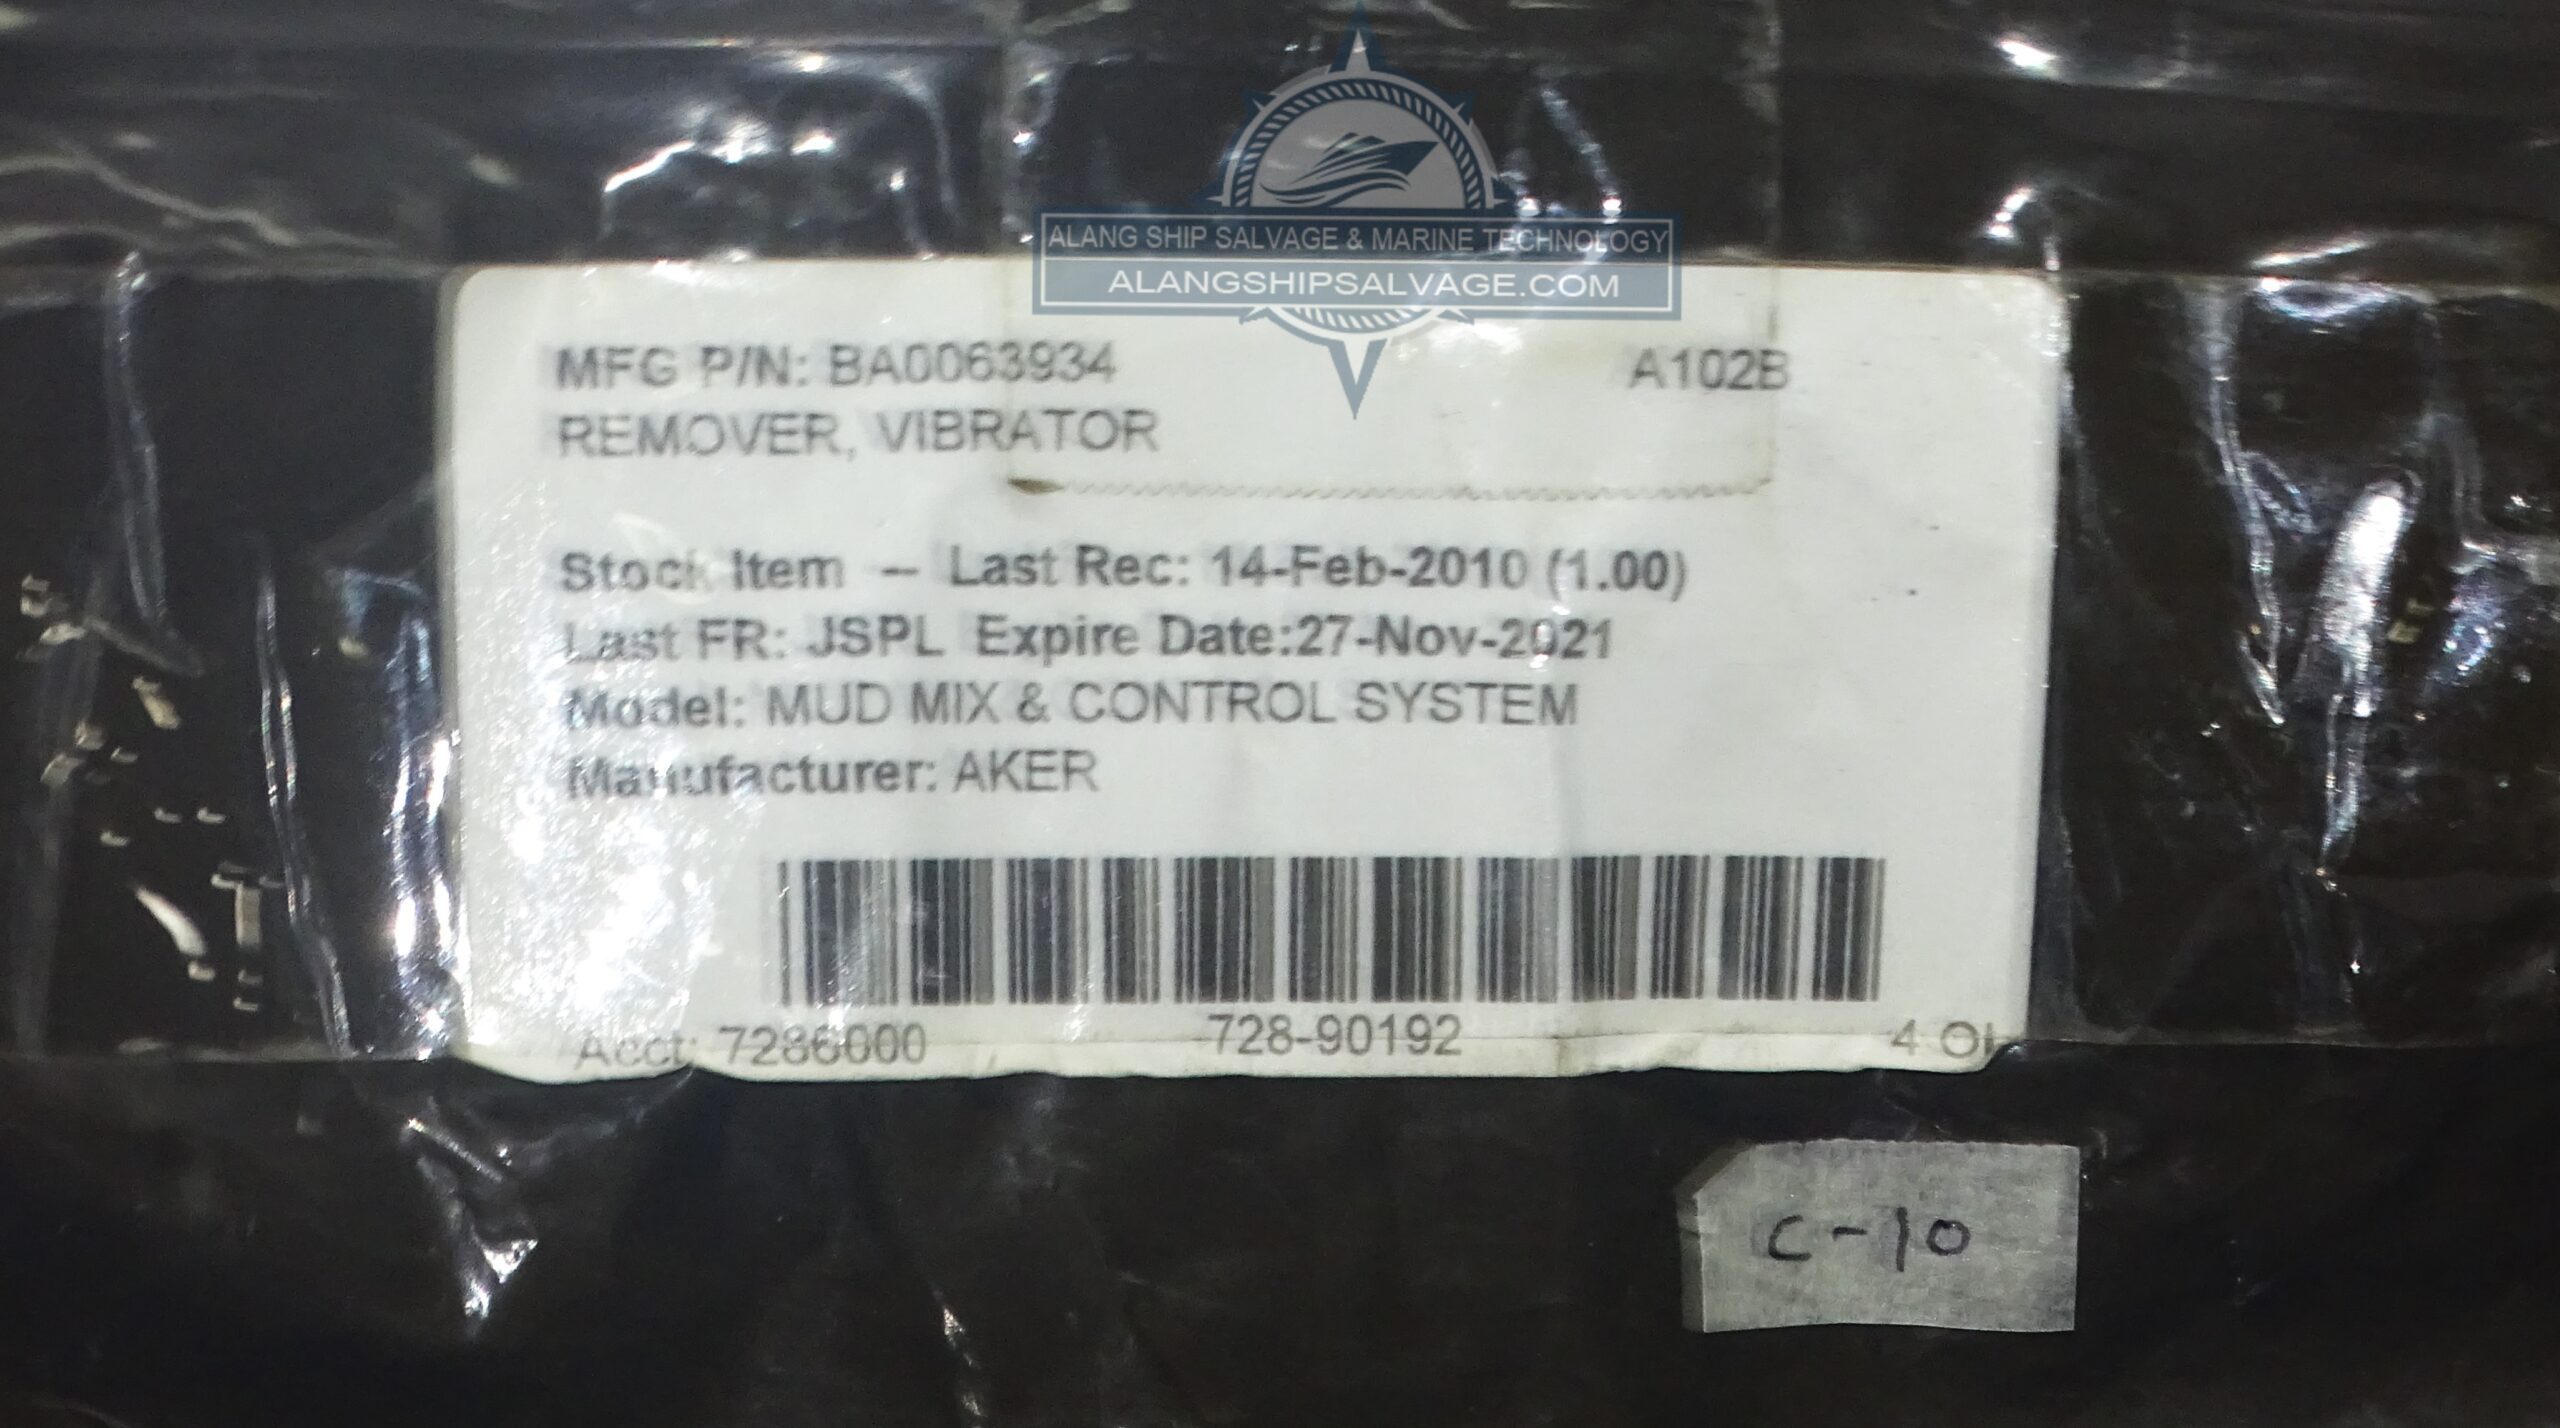 ALANG SHIP SALVAGE & MARINE TECHNOLOGY
ALANGSHIPSALVAGE.COM
MFG P/N: BA0063934 A102B
REMOVER, VIBRATOR
Stock Item -- Last Rec: 14-Feb-2010 (1.00)
Last FR: JSPL Expire Date:27-Nov-2021
Model: MUD MIX & CONTROL SYSTEM
Manufacturer: AKER
Acct: 7286000 728-90192 4
C-10